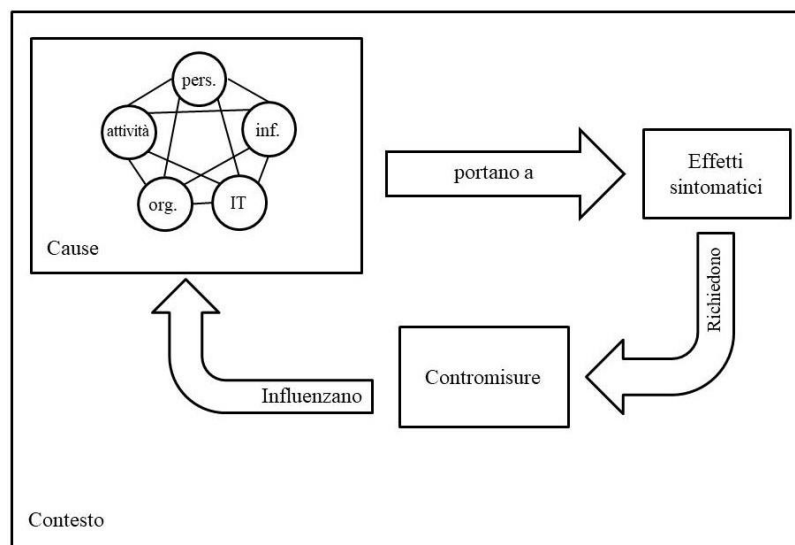 pers.
attività
inf.
org.
IT
Cause
portano a
Effetti
sintomatici
Richiedono
Contromisure
Influenzano
Contesto